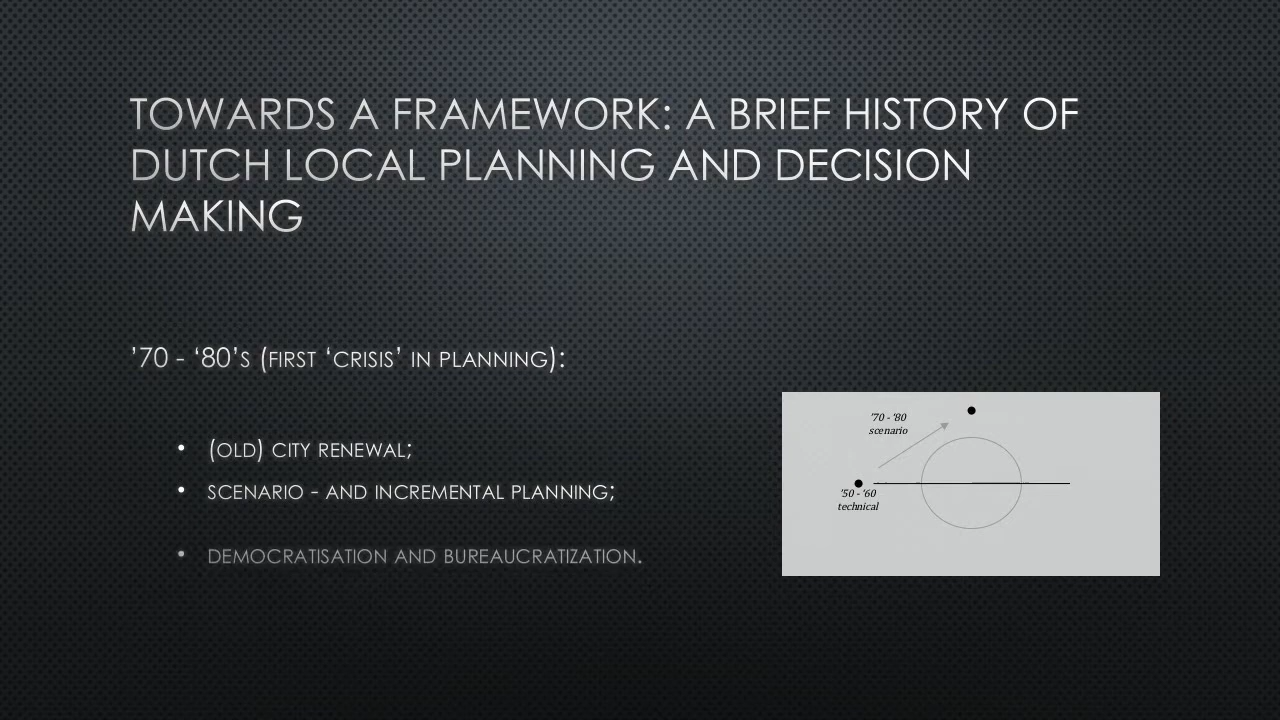 TOWARDS A FRAMEWORK: A BRIEF HISTORY OF
DUTCH LOCAL PLANNING AND DECISION
MAKING
’70 - ‘80’S (FIRST ‘CRISIS’ IN PLANNING):
• (OLD) CITY RENEWAL;
• SCENARIO - AND INCREMENTAL PLANNING;
• DEMOCRATISATION AND BUREAUCRATIZATION.
’70 - ‘80
scenario
’50 - ‘60
technical